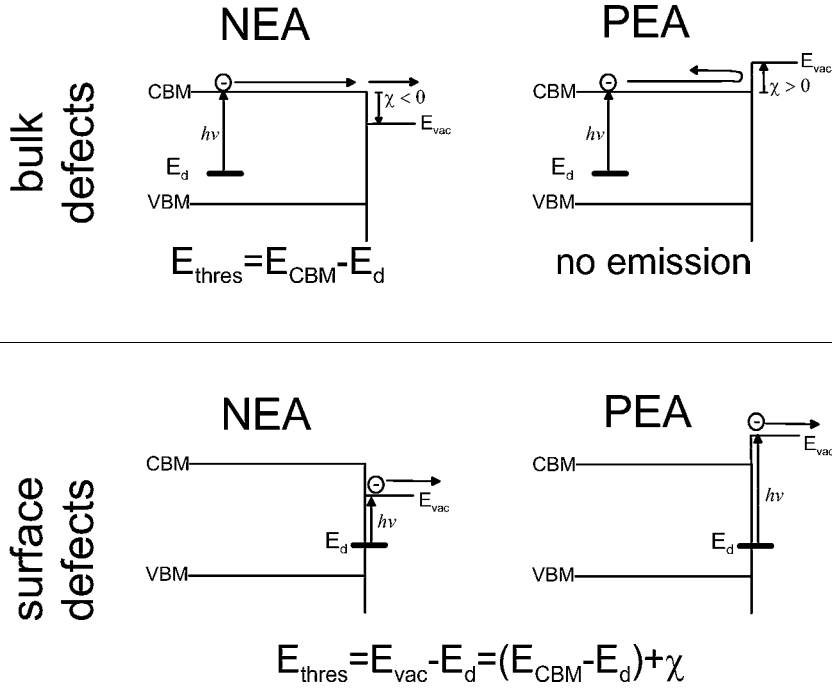 NEA
PEA
bulk
defects
CBM
hν
E_d
VBM
χ < 0
E_vac
E_thres=E_CBM-E_d
CBM
hν
E_d
VBM
E_vac
χ > 0
no emission
NEA
PEA
surface
defects
CBM
E_vac
hν
E_d
VBM
CBM
E_vac
hν
E_d
VBM
E_thres=E_vac-E_d=(E_CBM-E_d)+χ